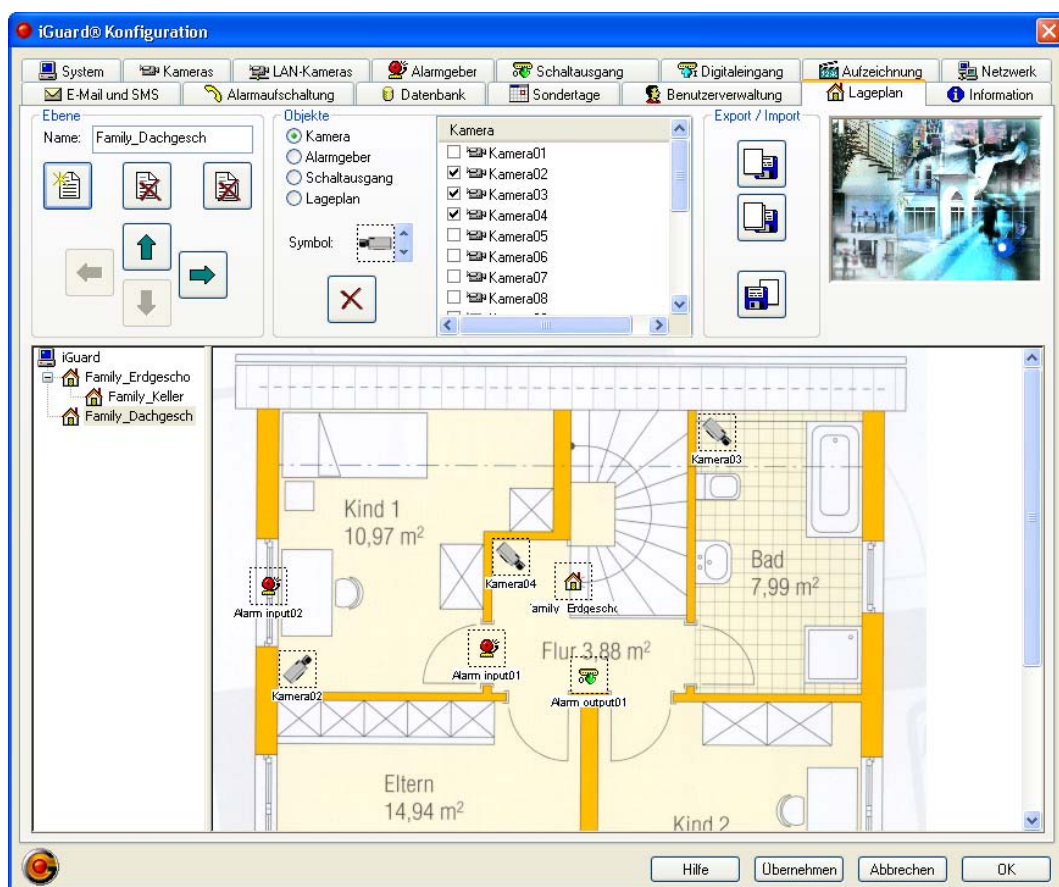 iGuard® Konfiguration
System
Kameras
LAN-Kameras
Alarmgeber
Schaltausgang
Digitaleingang
Aufzeichnung
Netzwerk
E-Mail und SMS
Alarmaufschaltung
Datenbank
Sondertage
Benutzerverwaltung
Lageplan
Information
Ebene
Name: Family_Dachgesch
Objekte
Kamera
Alarmgeber
Schaltausgang
Lageplan
Symbol:
Kamera
Kamera01
Kamera02
Kamera03
Kamera04
Kamera05
Kamera06
Kamera07
Kamera08
Export / Import
iGuard
Family_Erdgescho
Family_Keller
Family_Dachgesch
Kamera03
Kind 1
10,97 m²
Kamera04
Family_Erdgescho
Bad
7,99 m²
Alarm input02
Flur 3,88 m²
Alarm input01
Kamera02
Alarm output01
Eltern
14,94 m²
Kind 2
Hilfe
Übernehmen
Abbrechen
OK